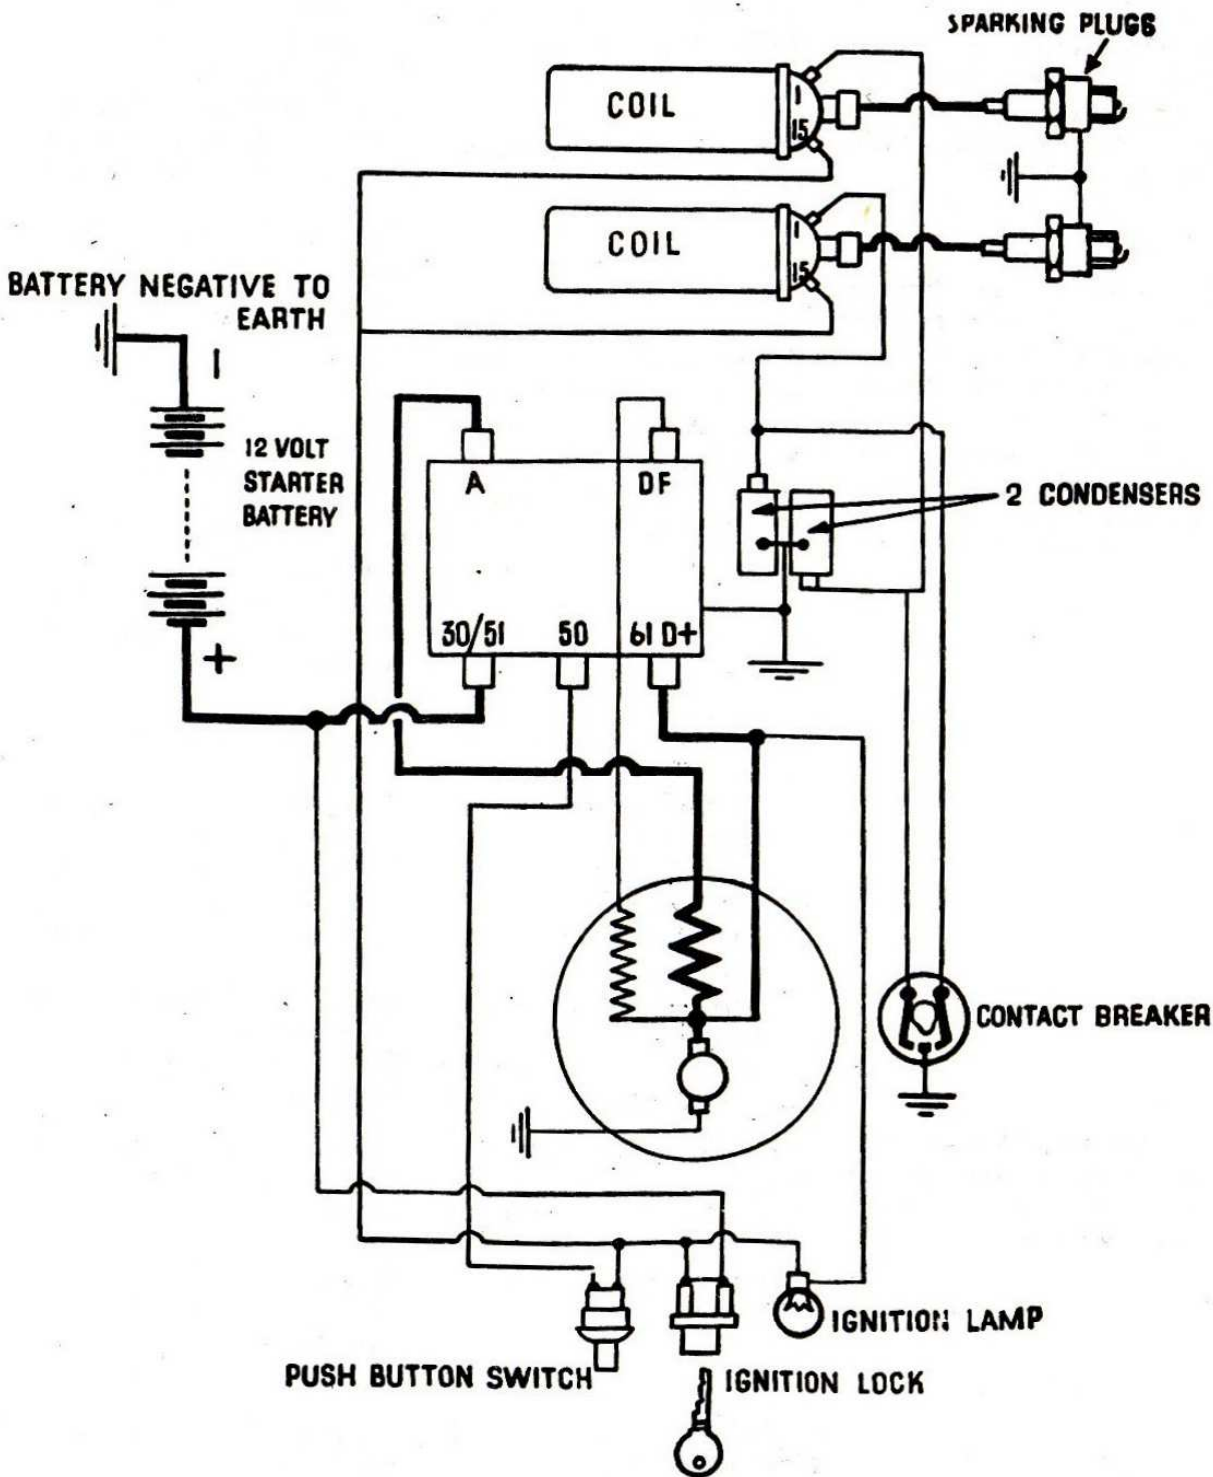 SPARKING PLUGS
COIL
1
15
COIL
1
15
BATTERY NEGATIVE TO
EARTH
12 VOLT
STARTER
BATTERY
A
DF
2 CONDENSERS
30/51
50
61 D+
+
CONTACT BREAKER
IGNITION LAMP
PUSH BUTTON SWITCH
IGNITION LOCK